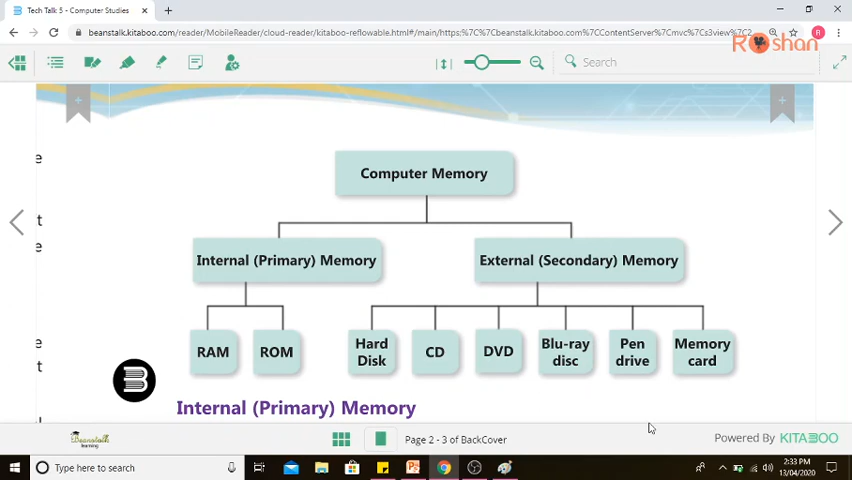 Tech Talk 5 - Computer Studies
beanstalk.kitaboo.com/reader/MobileReader/cloud-reader/kitaboo-reflowable.html#/main/https:%7C%7Cbeanstalk.kitaboo.com%7CContentServer%7Cmvc%7Cs3view%7C2...
R
Roshan
Search
e
t
e
e
t
Computer Memory
Internal (Primary) Memory
External (Secondary) Memory
RAM
ROM
Hard Disk
CD
DVD
Blu-ray disc
Pen drive
Memory card
Internal (Primary) Memory
Beanstalk
learning
Page 2 - 3 of BackCover
Powered By KITABOO
Type here to search
2:33 PM
13/04/2020